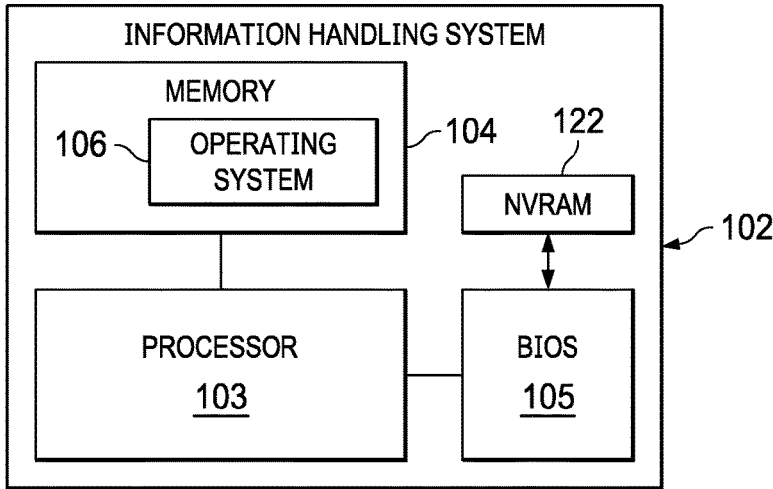 INFORMATION HANDLING SYSTEM
MEMORY
106
OPERATING
SYSTEM
104
122
NVRAM
102
PROCESSOR
103
BIOS
105